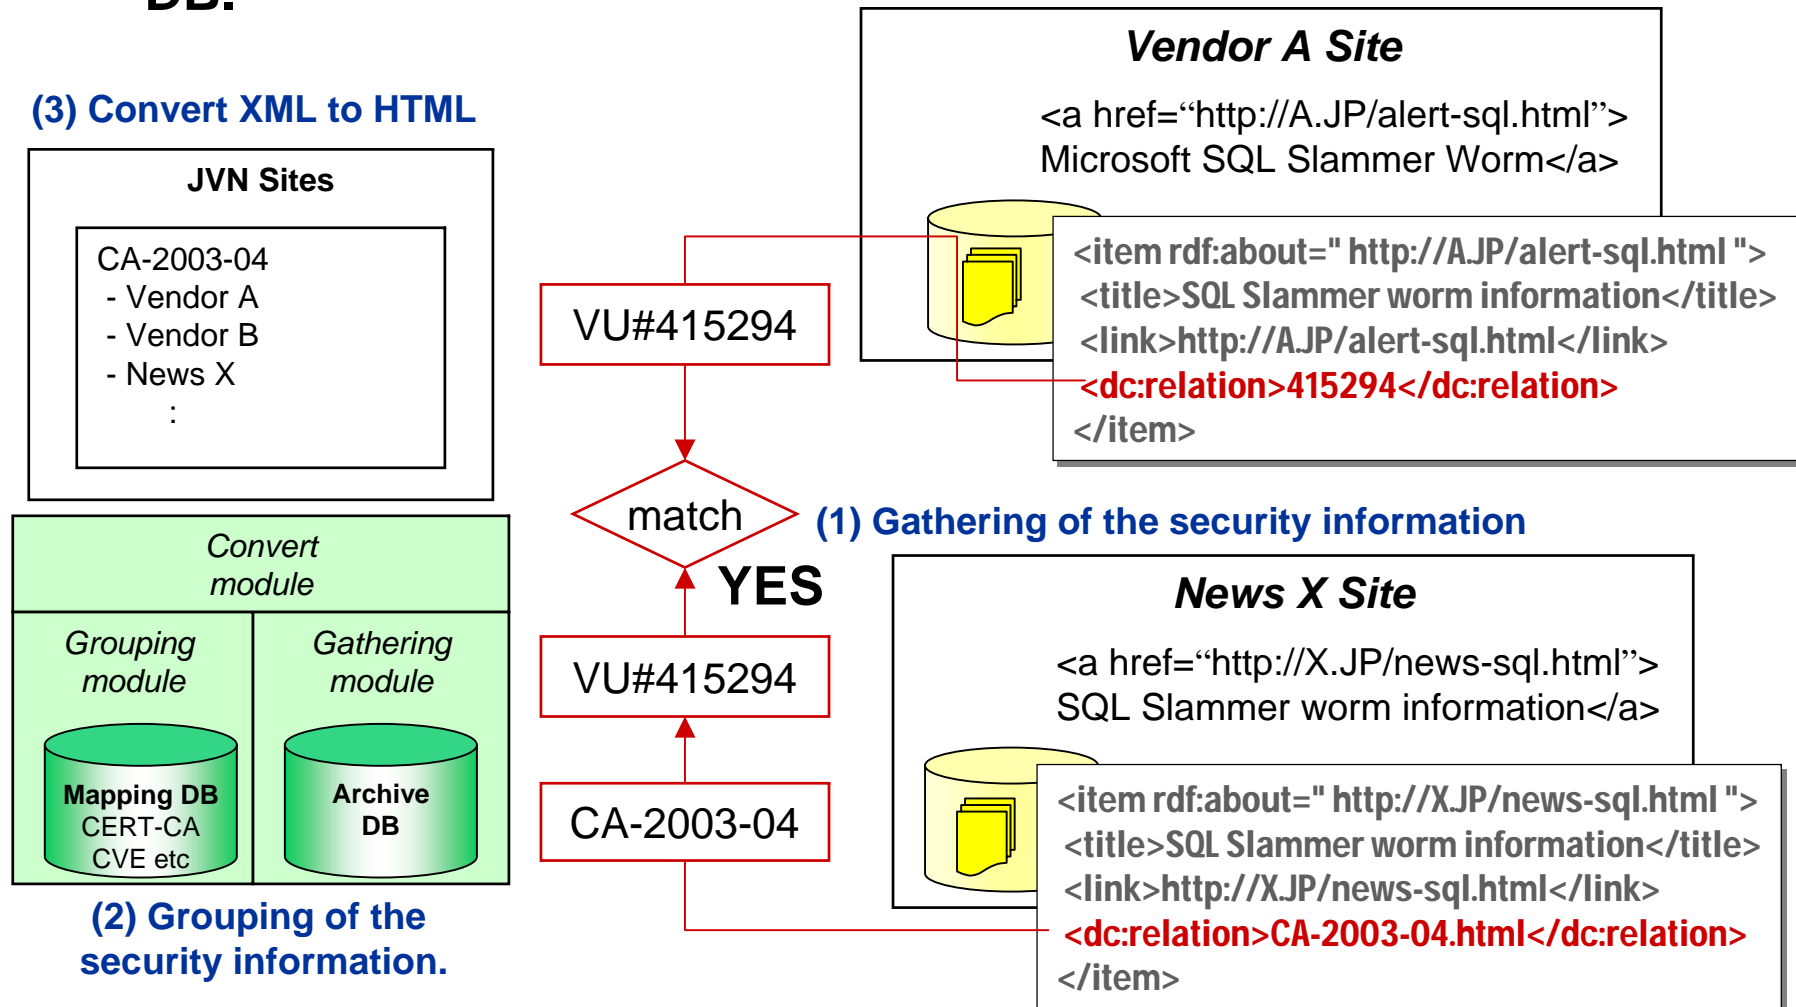 DB.
(3) Convert XML to HTML
JVN Sites
CA-2003-04
- Vendor A
- Vendor B
- News X
:
Convert
module
Grouping
module
Gathering
module
Mapping DB
CERT-CA
CVE etc
Archive
DB
(2) Grouping of the
security information.
VU#415294
match
YES
VU#415294
CA-2003-04
Vendor A Site
<a href=“http://A.JP/alert-sql.html”>
Microsoft SQL Slammer Worm</a>
<item rdf:about=" http://A.JP/alert-sql.html ">
<title>SQL Slammer worm information</title>
<link>http://A.JP/alert-sql.html</link>
<dc:relation>415294</dc:relation>
</item>
(1) Gathering of the security information
News X Site
<a href=“http://X.JP/news-sql.html”>
SQL Slammer worm information</a>
<item rdf:about=" http://X.JP/news-sql.html ">
<title>SQL Slammer worm information</title>
<link>http://X.JP/news-sql.html</link>
<dc:relation>CA-2003-04.html</dc:relation>
</item>